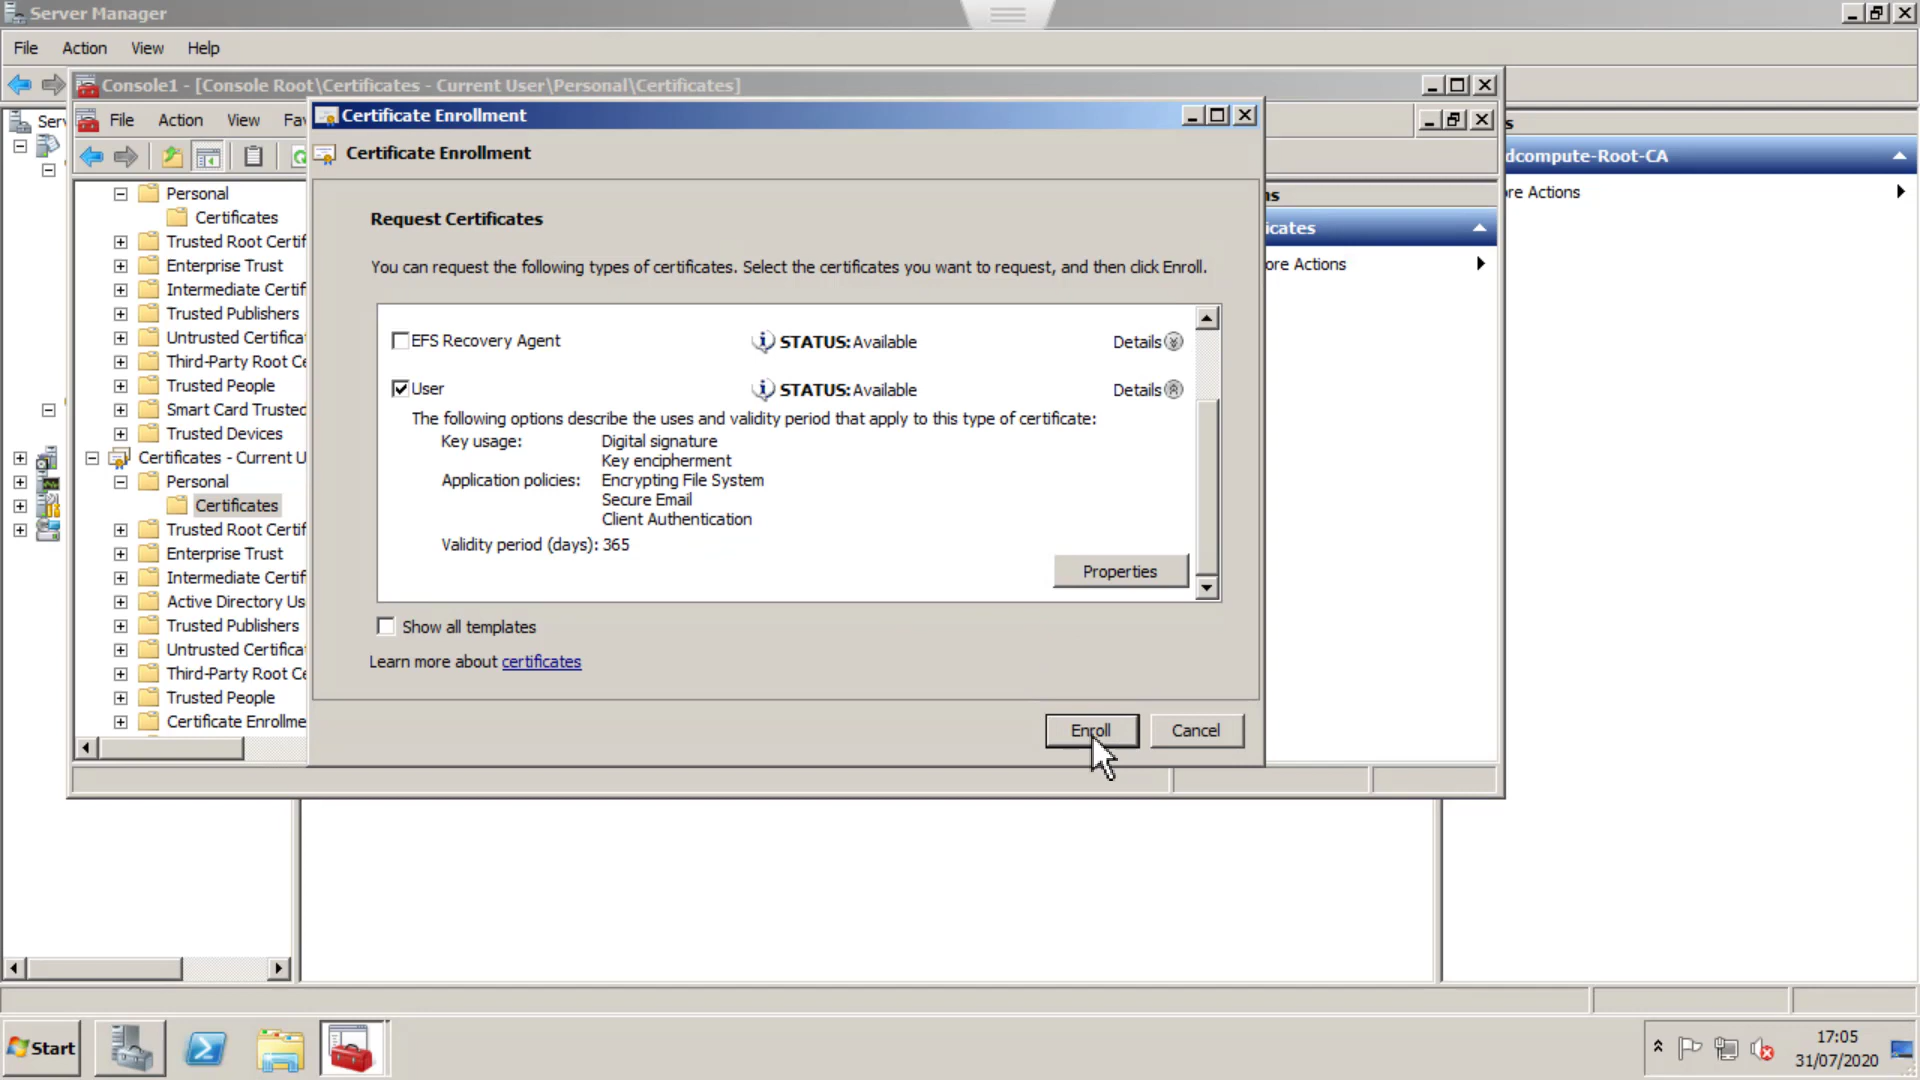 Server Manager
File Action View Help
Console1 - [Console Root\Certificates - Current User\Personal\Certificates]
File Action View
Certificate Enrollment
Certificate Enrollment
Request Certificates
You can request the following types of certificates. Select the certificates you want to request, and then click Enroll.
EFS Recovery Agent STATUS: Available Details
User STATUS: Available Details
The following options describe the uses and validity period that apply to this type of certificate:
Key usage: Digital signature
Key encipherment
Application policies: Encrypting File System
Secure Email
Client Authentication
Validity period (days): 365
Properties
Show all templates
Learn more about certificates
Enroll Cancel
Personal
Certificates
Trusted Root Certif
Enterprise Trust
Intermediate Certif
Trusted Publishers
Untrusted Certifica
Third-Party Root Ce
Trusted People
Smart Card Trusted
Trusted Devices
Certificates - Current U
Personal
Certificates
Trusted Root Certif
Enterprise Trust
Intermediate Certif
Active Directory Us
Trusted Publishers
Untrusted Certifica
Third-Party Root Ce
Trusted People
Certificate Enrollme
icates
ore Actions
dcompute-Root-CA
ore Actions
Start
17:05
31/07/2020